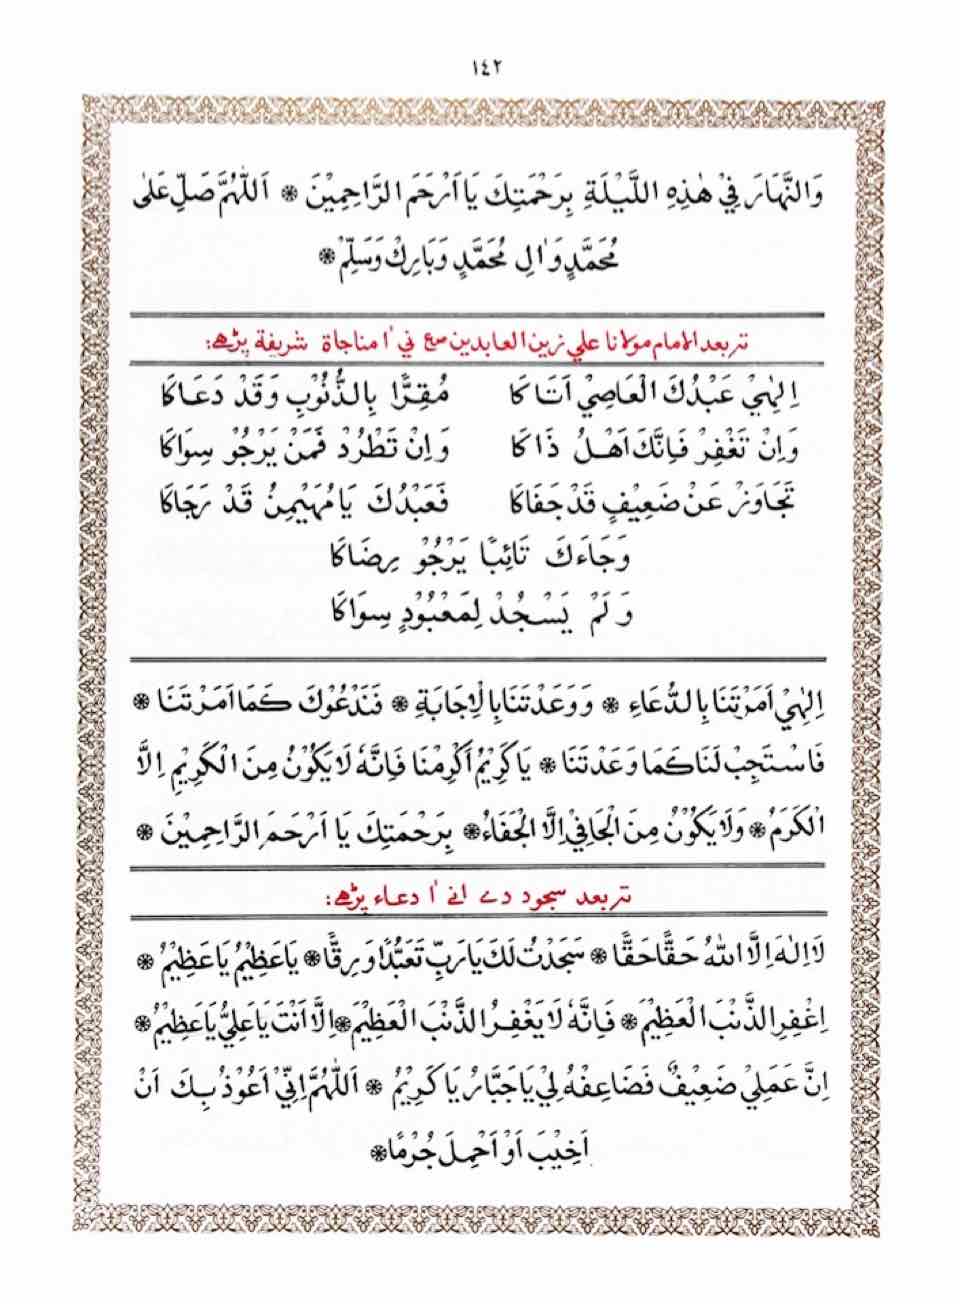 ١٤٢
وَالنَّهَارَ فِيْ هٰذِهِ اللَّيْلَةِ بِرَحْمَتِكَ يَا اَرْحَمَ الرَّاحِمِيْنَ ۞ اَللّٰهُمَّ صَلِّ عَلٰى
مُحَمَّدٍ وَاٰلِ مُحَمَّدٍ وَبَارِكْ وَسَلِّمْ ۞
تربعد الامام مولانا علي زين العابدين صع ني اٰ مناجاة شريفة پڑھے:
اِلٰهِيْ عَبْدُكَ الْعَاصِيْ اَتَاكَا مُقِرًّا بِالذُّنُوْبِ وَقَدْ دَعَاكَا
وَاِنْ تَغْفِرْ فَاِنَّكَ اَهْلُ ذَاكَا وَاِنْ تَطْرُدْ فَمَنْ يَرْجُوْ سِوَاكَا
تَجَاوَزْ عَنْ ضَعِيْفٍ قَدْ جَفَاكَا فَعَبْدُكَ يَا مُهَيْمِنُ قَدْ رَجَاكَا
وَجَاءَكَ تَائِبًا يَرْجُوْ رِضَاكَا
وَلَمْ يَسْجُدْ لِمَعْبُوْدٍ سِوَاكَا
اِلٰهِيْ اَمَرْتَنَا بِالدُّعَاءِ ۞ وَوَعَدْتَنَا بِالْاِجَابَةِ ۞ فَنَدْعُوْكَ كَمَا اَمَرْتَنَا ۞
فَاسْتَجِبْ لَنَا كَمَا وَعَدْتَنَا ۞ يَا كَرِيْمُ اَكْرِمْنَا فَاِنَّهُ لَا يَكُوْنُ مِنَ الْكَرِيْمِ اِلَّا
الْكَرَمُ ۞ وَلَا يَكُوْنُ مِنَ الْجَافِيْ اِلَّا الْجَفَاءُ ۞ بِرَحْمَتِكَ يَا اَرْحَمَ الرَّاحِمِيْنَ ۞
تربعد سجود دے انے اٰ دعاء پڑھے:
لَا اِلٰهَ اِلَّا اللهُ حَقًّا حَقًّا ۞ سَجَدْتُ لَكَ يَا رَبِّ تَعَبُّدًا وَرِقًّا ۞ يَا عَظِيْمُ يَا عَظِيْمُ ۞
اِغْفِرِ الذَّنْبَ الْعَظِيْمَ ۞ فَاِنَّهُ لَا يَغْفِرُ الذَّنْبَ الْعَظِيْمَ ۞ اِلَّا اَنْتَ يَا عَلِيُّ يَا عَظِيْمُ ۞
اِنَّ عَمَلِيْ ضَعِيْفٌ فَضَاعِفْهُ لِيْ يَا جَبَّارُ يَا كَرِيْمُ ۞ اَللّٰهُمَّ اِنِّيْ اَعُوْذُ بِكَ اَنْ
اَخِيْبَ اَوْ اَحْمِلَ جُرْمًا ۞